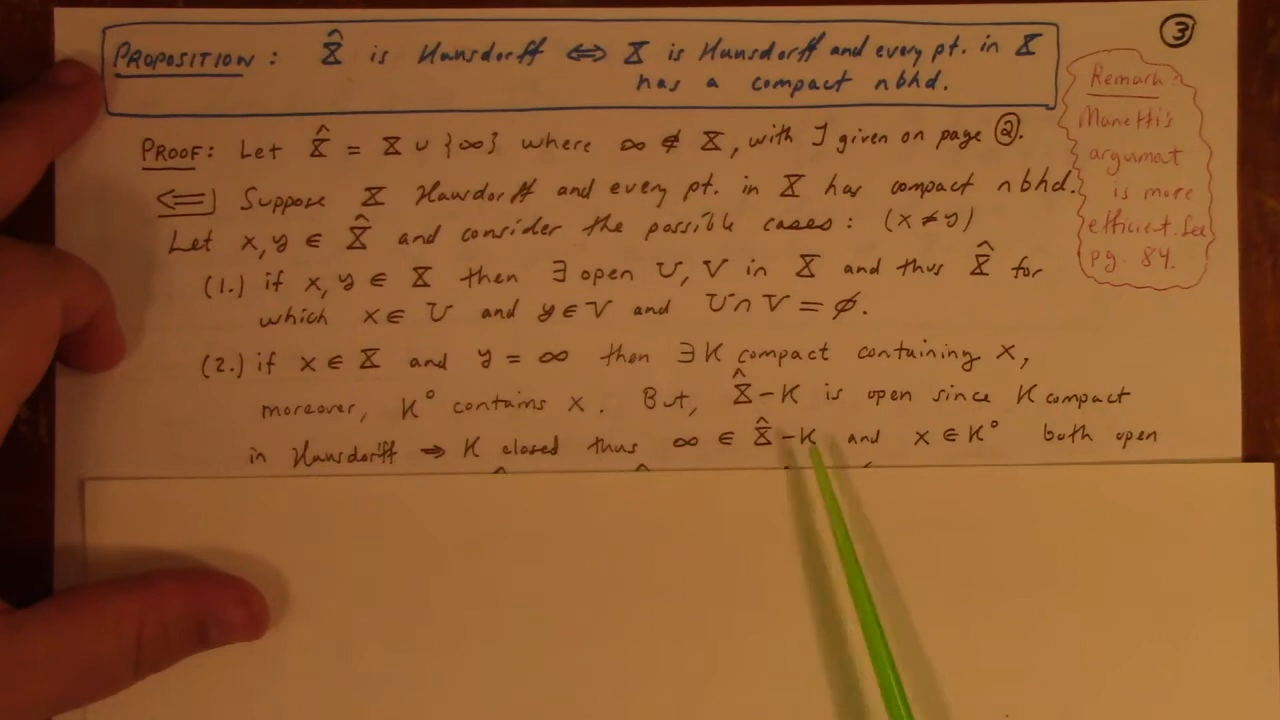 ③
PROPOSITION : X̂ is Hausdorff ⟺ X is Hausdorff and every pt. in X
has a compact nbhd.
Remark:
Manetti's
argument
is more
efficient. See
pg. 84.
PROOF: Let X̂ = X ∪ {∞} where ∞ ∉ X, with J given on page ②.
(⟸) Suppose X Hausdorff and every pt. in X has compact nbhd.
Let x, y ∈ X̂ and consider the possible cases : (x ≠ y)
(1.) if x, y ∈ X then ∃ open U, V in X and thus X̂ for
which x ∈ U and y ∈ V and U ∩ V = ∅.
(2.) if x ∈ X and y = ∞ then ∃ K compact containing x,
moreover, K° contains x. But, X̂ - K is open since K compact
in Hausdorff ⇒ K closed thus ∞ ∈ X̂ - K and x ∈ K° both open